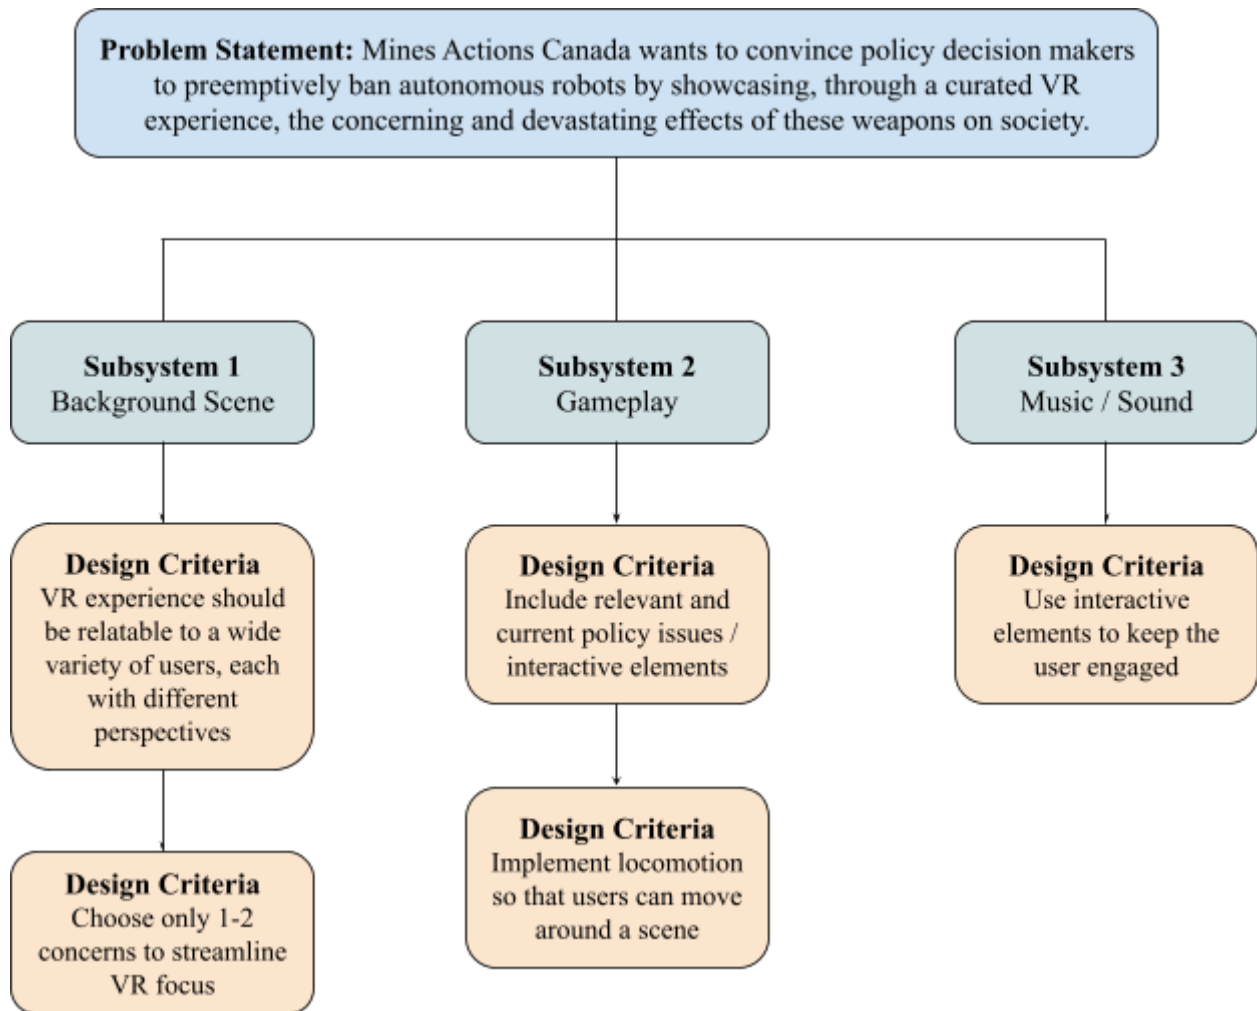 Problem Statement: Mines Actions Canada wants to convince policy decision makers
to preemptively ban autonomous robots by showcasing, through a curated VR
experience, the concerning and devastating effects of these weapons on society.
Subsystem 1
Background Scene
Subsystem 2
Gameplay
Subsystem 3
Music / Sound
Design Criteria
VR experience should
be relatable to a wide
variety of users, each
with different
perspectives
Design Criteria
Include relevant and
current policy issues /
interactive elements
Design Criteria
Use interactive
elements to keep the
user engaged
Design Criteria
Choose only 1-2
concerns to streamline
VR focus
Design Criteria
Implement locomotion
so that users can move
around a scene